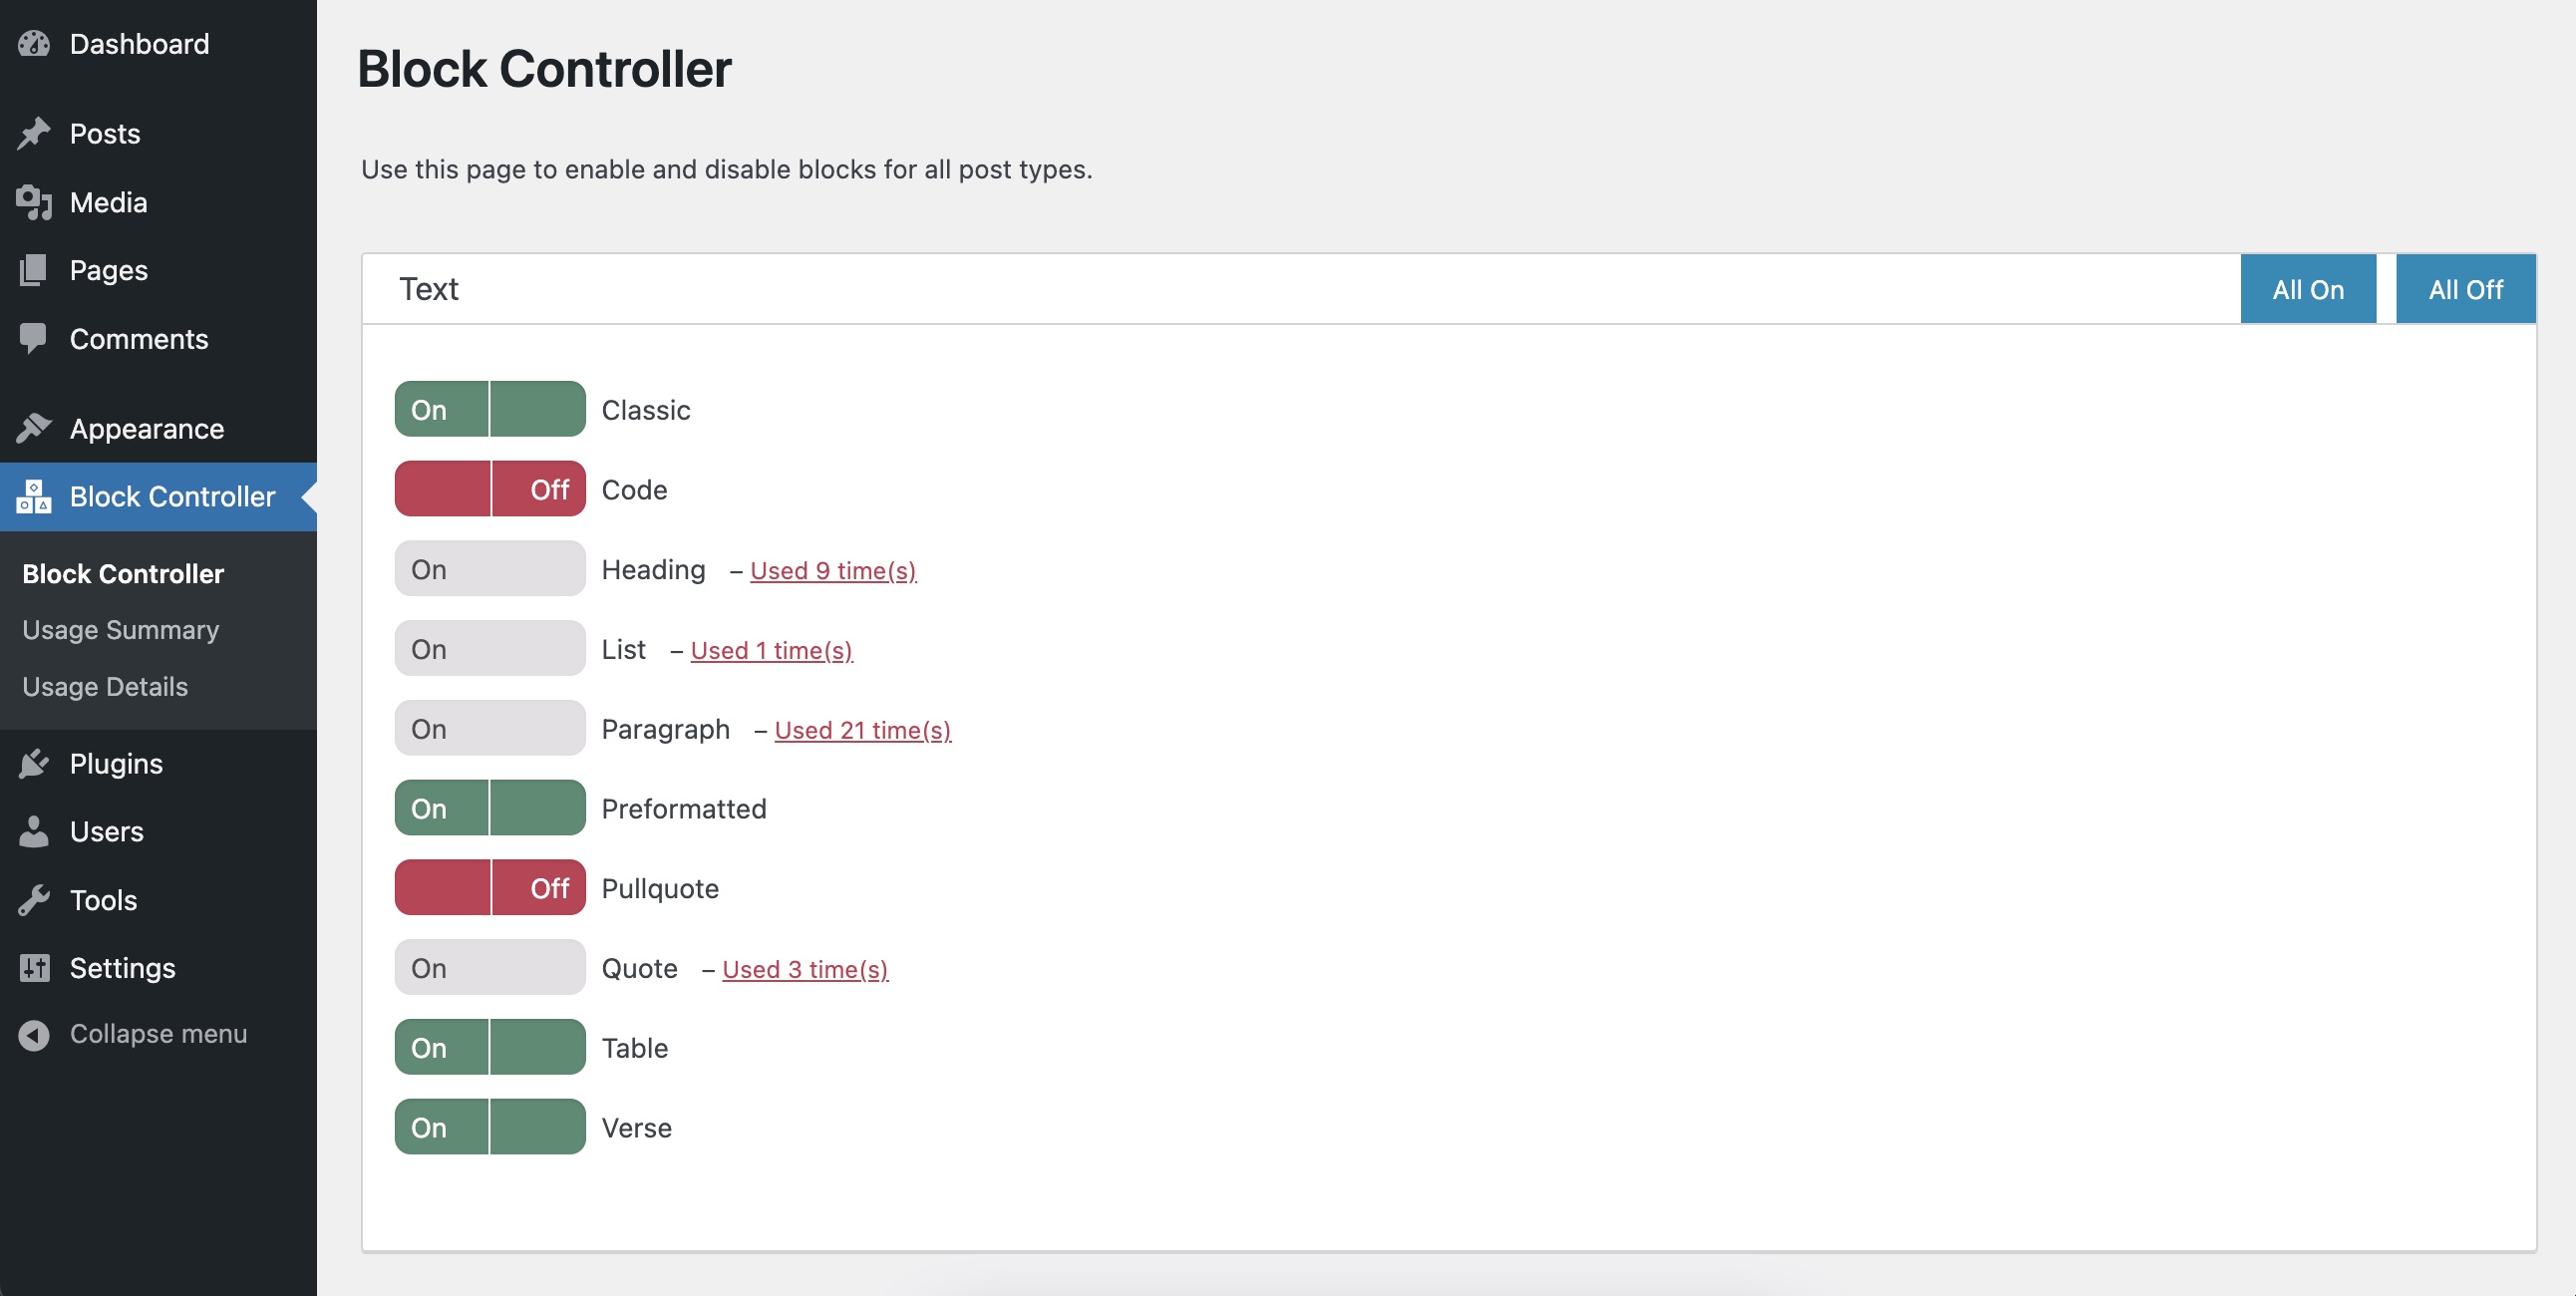 Dashboard
Posts
Media
Pages
Comments
Appearance
Block Controller
Block Controller
Usage Summary
Usage Details
Plugins
Users
Tools
Settings
Collapse menu
Block Controller
Use this page to enable and disable blocks for all post types.
Text All On All Off
On Classic
Off Code
On Heading – Used 9 time(s)
On List – Used 1 time(s)
On Paragraph – Used 21 time(s)
On Preformatted
Off Pullquote
On Quote – Used 3 time(s)
On Table
On Verse